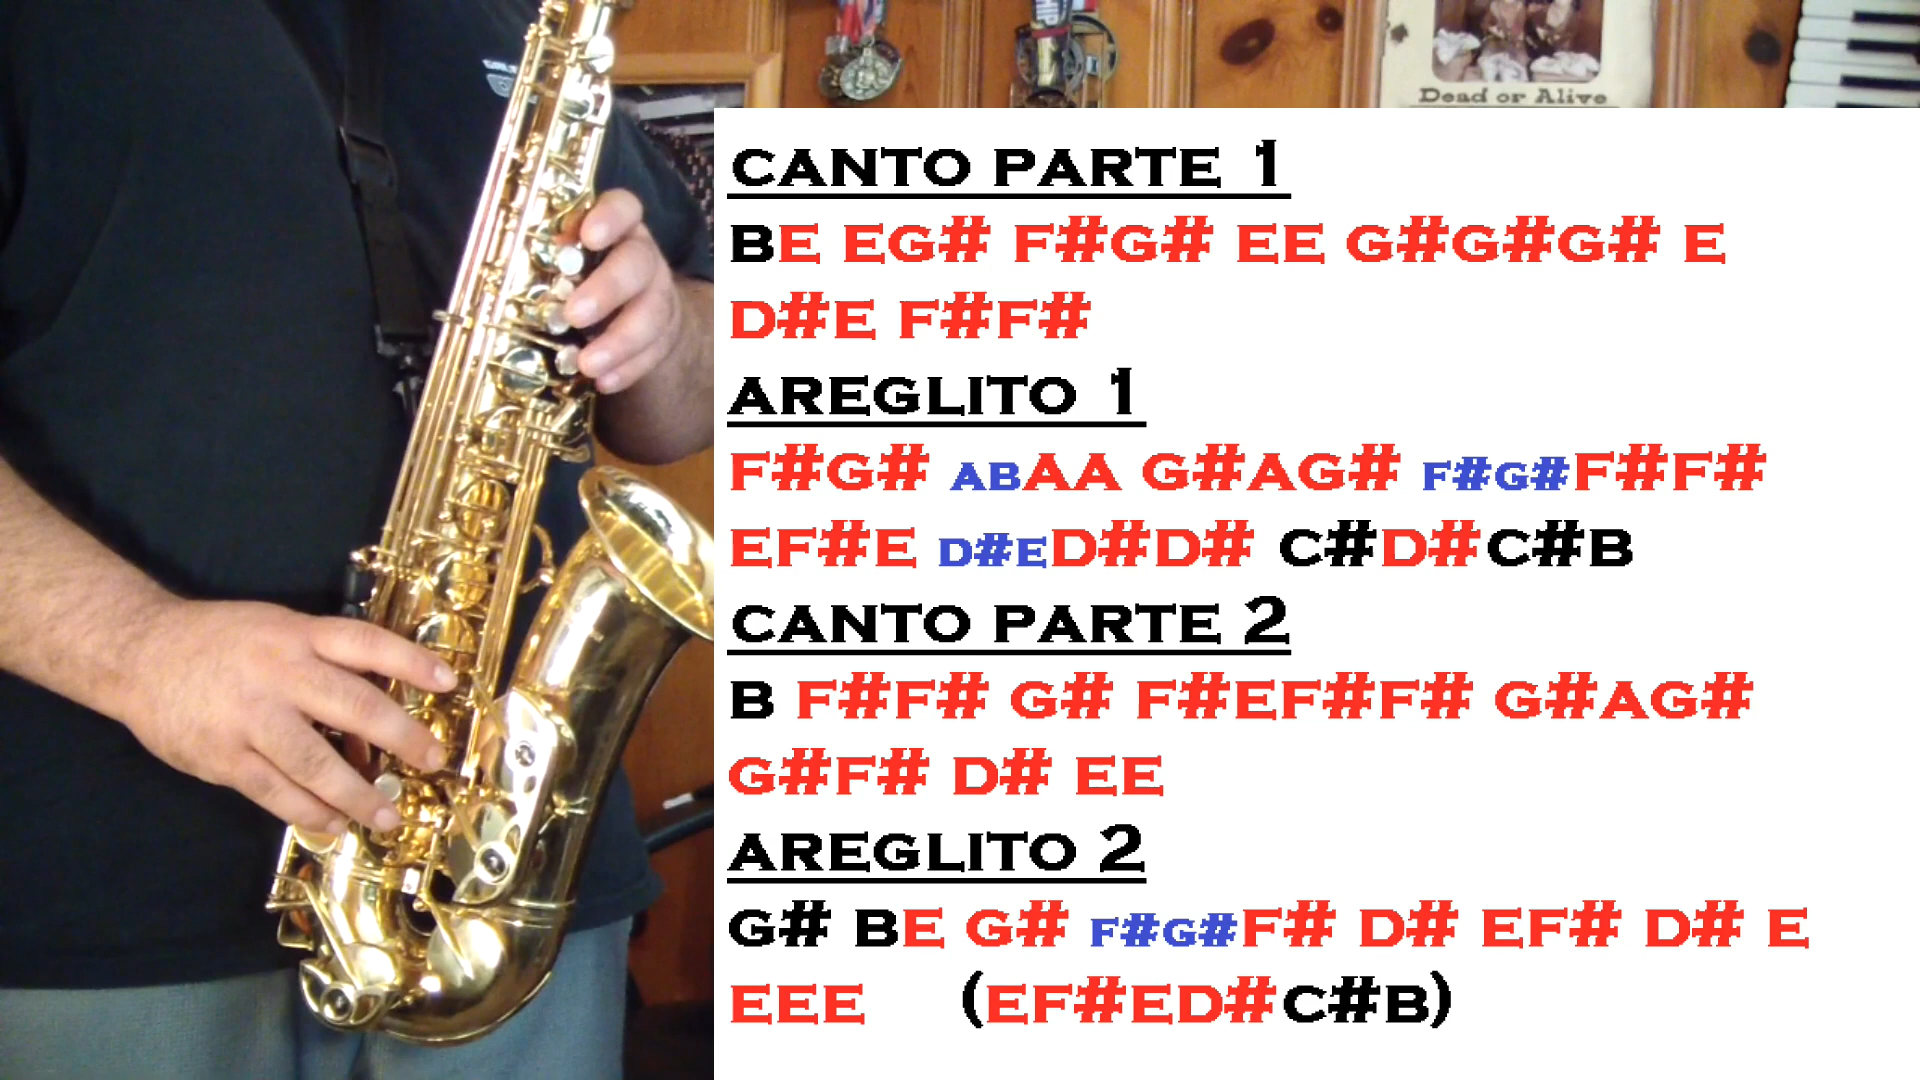 Dead or Alive
CANTO PARTE 1
BE EG# F#G# EE G#G#G# E
D#E F#F#
AREGLITO 1
F#G# ABAA G#AG# F#G#F#F#
EF#E D#ED#D# C#D#C#B
CANTO PARTE 2
B F#F# G# F#EF#F# G#AG#
G#F# D# EE
AREGLITO 2
G# BE G# F#G#F# D# EF# D# E
EEE (EF#ED#C#B)